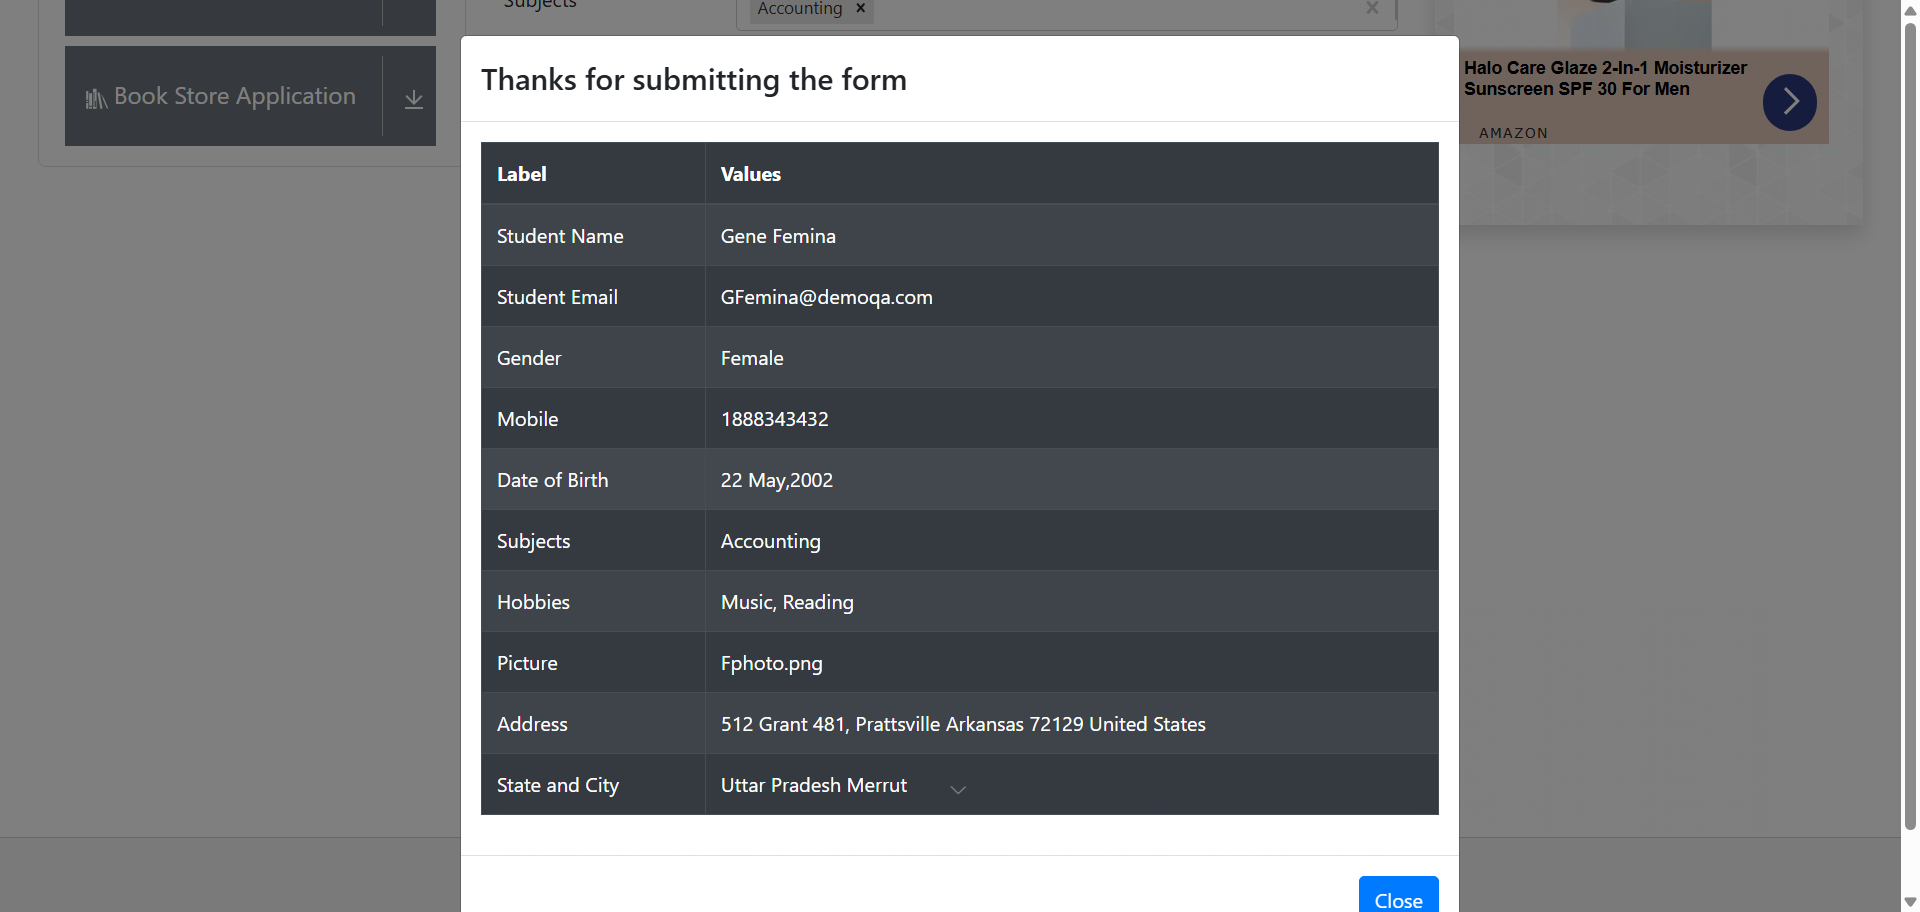 Subjects
Accounting ×
Book Store Application
Halo Care Glaze 2-In-1 Moisturizer
Sunscreen SPF 30 For Men
AMAZON
Thanks for submitting the form
Label Values
Student Name Gene Femina
Student Email GFemina@demoqa.com
Gender Female
Mobile 1888343432
Date of Birth 22 May,2002
Subjects Accounting
Hobbies Music, Reading
Picture Fphoto.png
Address 512 Grant 481, Prattsville Arkansas 72129 United States
State and City Uttar Pradesh Merrut
Close